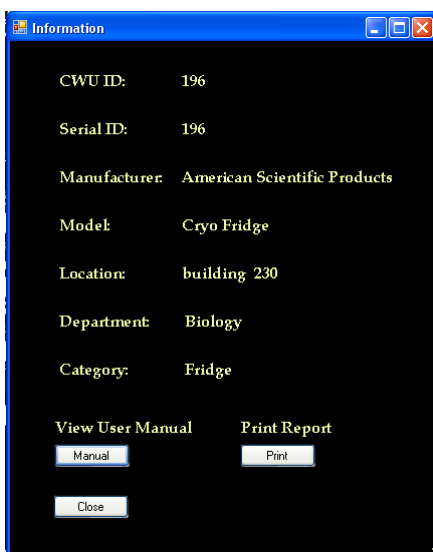 Information
CWU ID: 196
Serial ID: 196
Manufacturer: American Scientific Products
Model: Cryo Fridge
Location: building 230
Department: Biology
Category: Fridge
View User Manual Print Report
Manual Print
Close